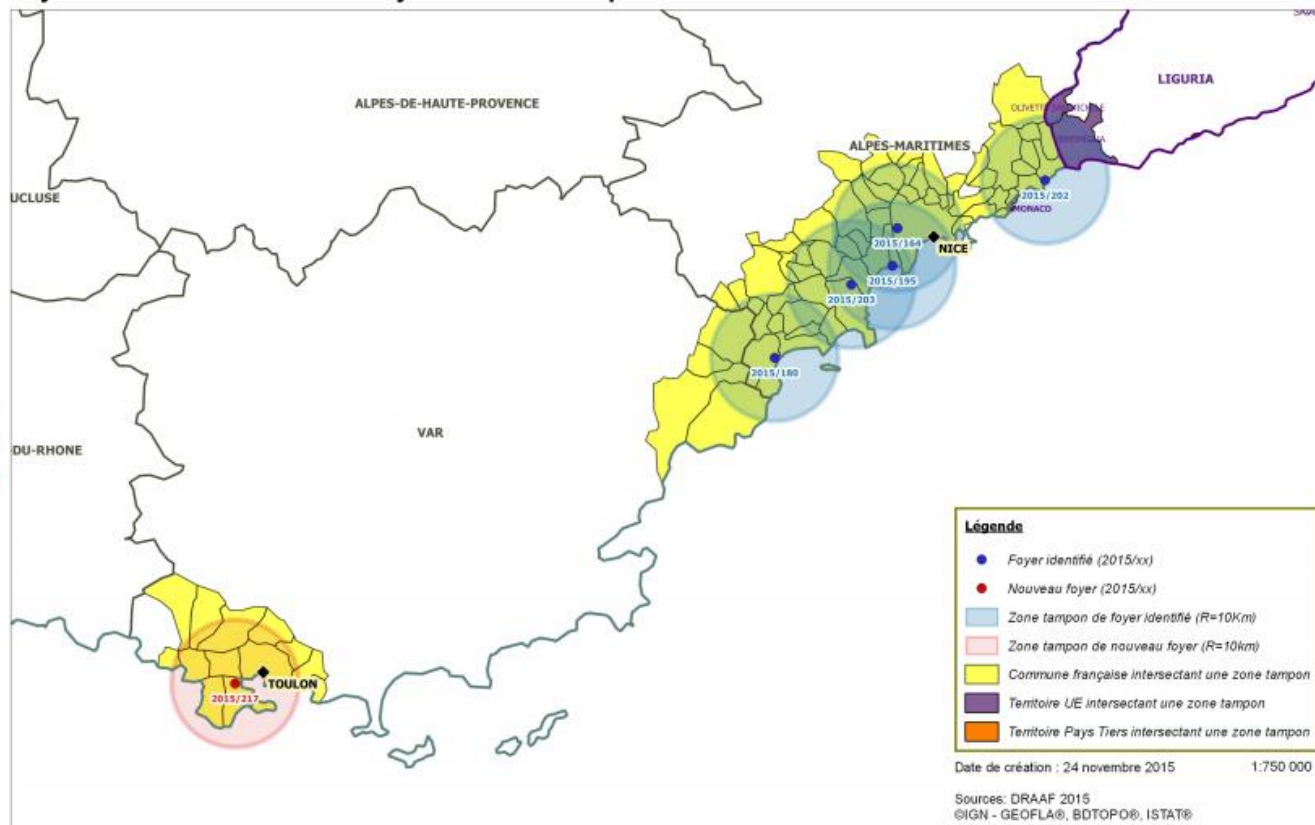 ALPES-DE-HAUTE-PROVENCE
LIGURIA
ALPES-MARITIMES
UCLUSE
2015/202
MONACO
2015/164
NICE
2015/195
2015/203
2015/180
VAR
-DU-RHONE
TOULON
2015/217
Légende
Foyer identifié (2015/xx)
Nouveau foyer (2015/xx)
Zone tampon de foyer identifié (R=10Km)
Zone tampon de nouveau foyer (R=10km)
Commune française intersectant une zone tampon
Territoire UE intersectant une zone tampon
Territoire Pays Tiers intersectant une zone tampon
Date de création : 24 novembre 2015
1:750 000
Sources: DRAAF 2015
©IGN - GEOFLA®, BDTOPO®, ISTAT®